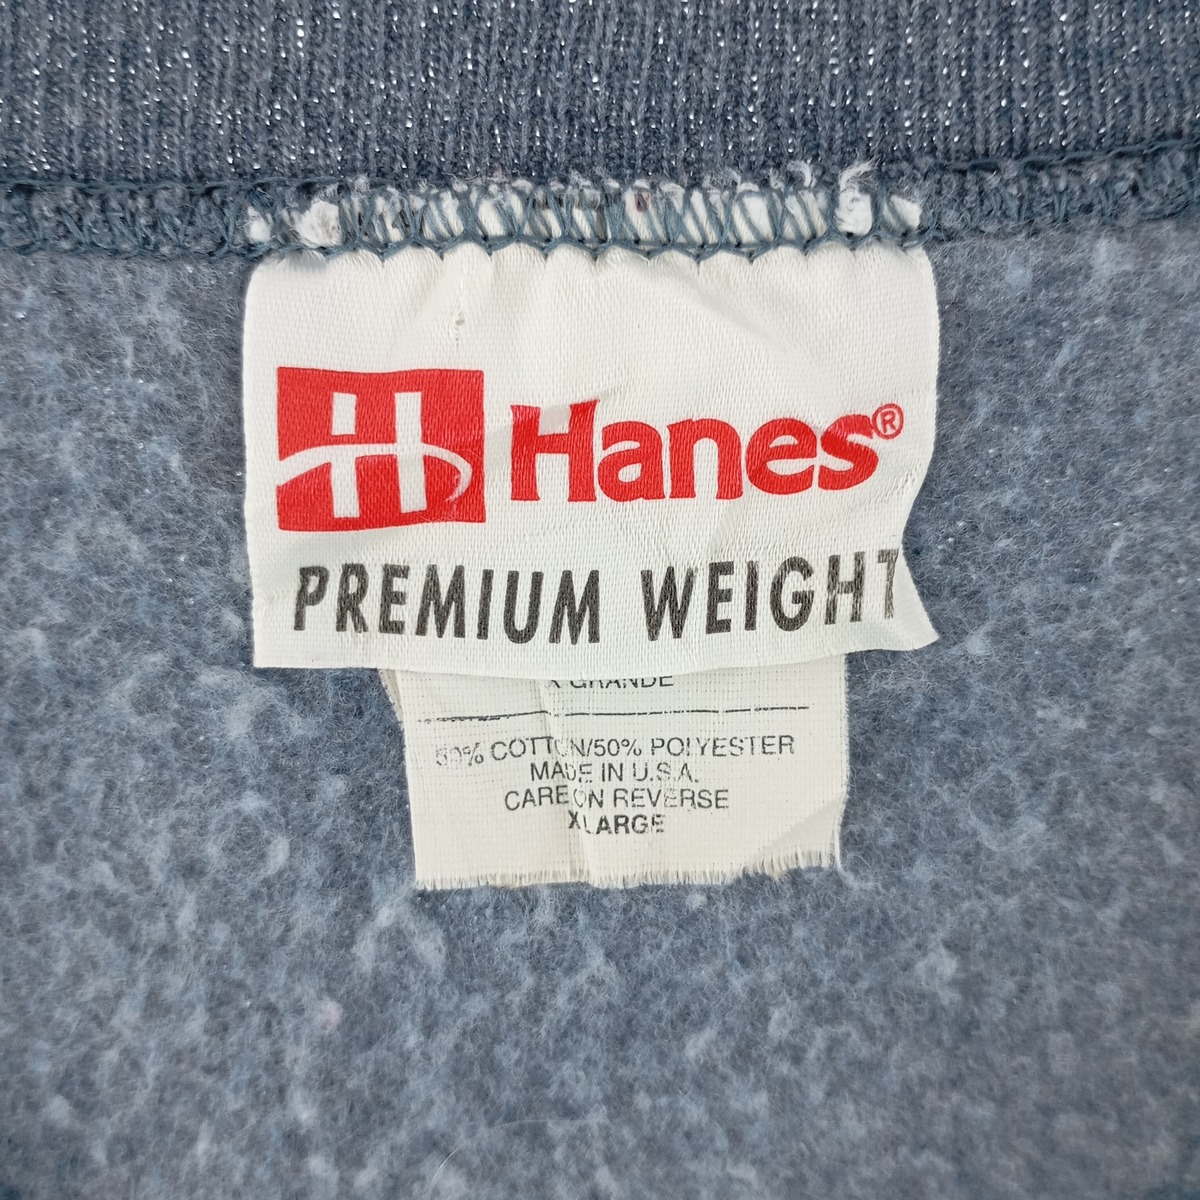 H Hanes®
PREMIUM WEIGHT
X GRANDE
50% COTTON/50% POLYESTER
MADE IN U.S.A.
CARE ON REVERSE
XLARGE